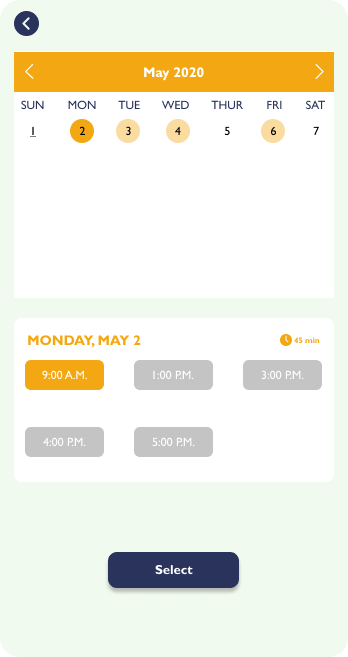 May 2020
SUN MON TUE WED THUR FRI SAT
1 2 3 4 5 6 7
MONDAY, MAY 2
45 min
9:00 A.M. 1:00 P.M. 3:00 P.M.
4:00 P.M. 5:00 P.M.
Select